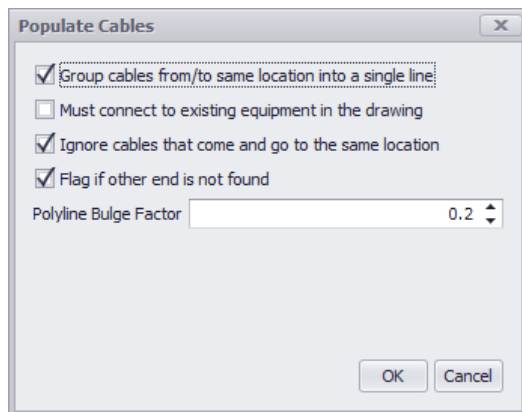 Populate Cables
Group cables from/to same location into a single line
Must connect to existing equipment in the drawing
Ignore cables that come and go to the same location
Flag if other end is not found
Polyline Bulge Factor 0.2
OK Cancel